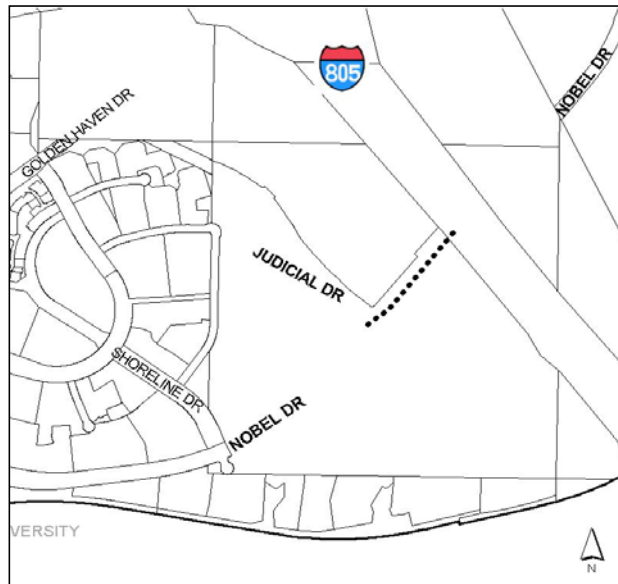 805
NOBEL DR
GOLDEN HAVEN DR
JUDICIAL DR
SHORELINE DR
NOBEL DR
VERSITY
N